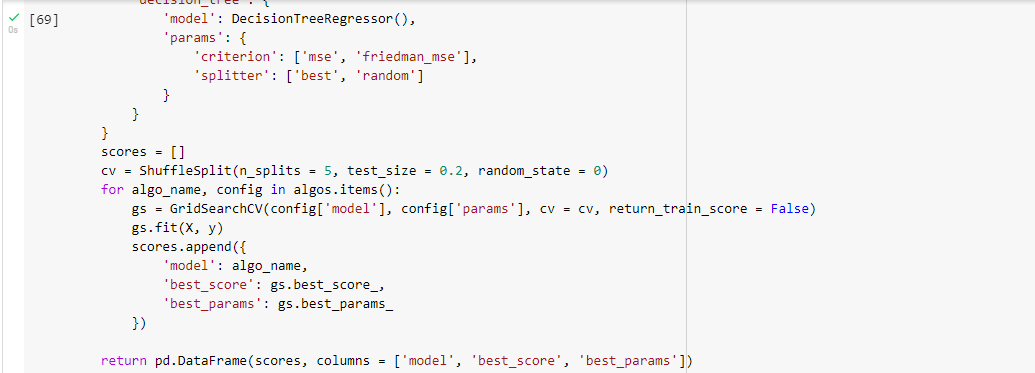 decision_tree : {
[69] 'model': DecisionTreeRegressor(),
0s
'params': {
'criterion': ['mse', 'friedman_mse'],
'splitter': ['best', 'random']
}
}
}
scores = []
cv = ShuffleSplit(n_splits = 5, test_size = 0.2, random_state = 0)
for algo_name, config in algos.items():
gs = GridSearchCV(config['model'], config['params'], cv = cv, return_train_score = False)
gs.fit(X, y)
scores.append({
'model': algo_name,
'best_score': gs.best_score_,
'best_params': gs.best_params_
})
return pd.DataFrame(scores, columns = ['model', 'best_score', 'best_params'])